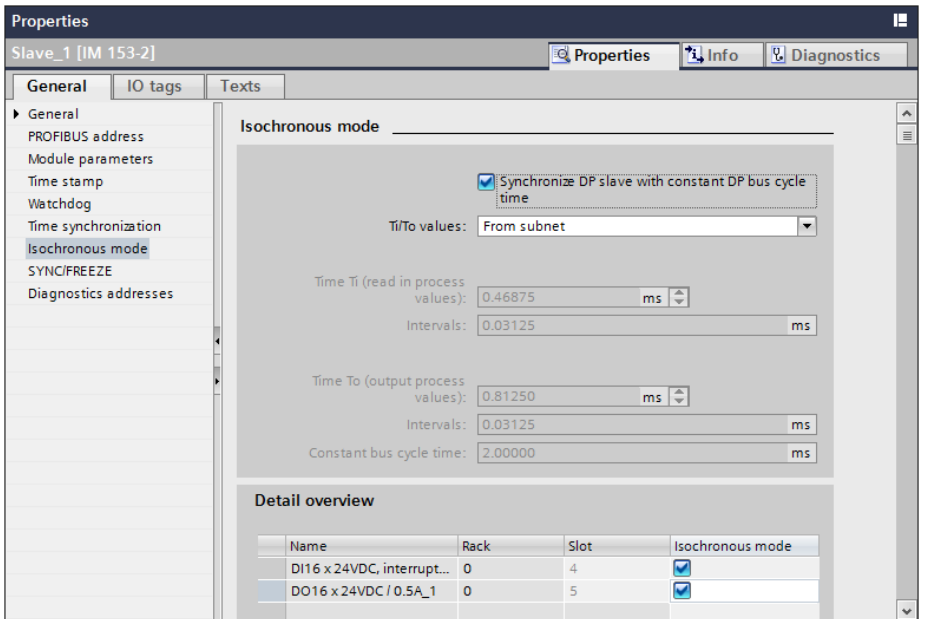 Properties
Slave_1 [IM 153-2]
Properties
Info
Diagnostics
General
IO tags
Texts
General
PROFIBUS address
Module parameters
Time stamp
Watchdog
Time synchronization
Isochronous mode
SYNC/FREEZE
Diagnostics addresses
Isochronous mode
Synchronize DP slave with constant DP bus cycle
time
Ti/To values: From subnet
Time Ti (read in process
values): 0.46875 ms
Intervals: 0.03125 ms
Time To (output process
values): 0.81250 ms
Intervals: 0.03125 ms
Constant bus cycle time: 2.00000 ms
Detail overview
Name Rack Slot Isochronous mode
DI16 x 24VDC, interrupt... 0 4
DO16 x 24VDC / 0.5A_1 0 5